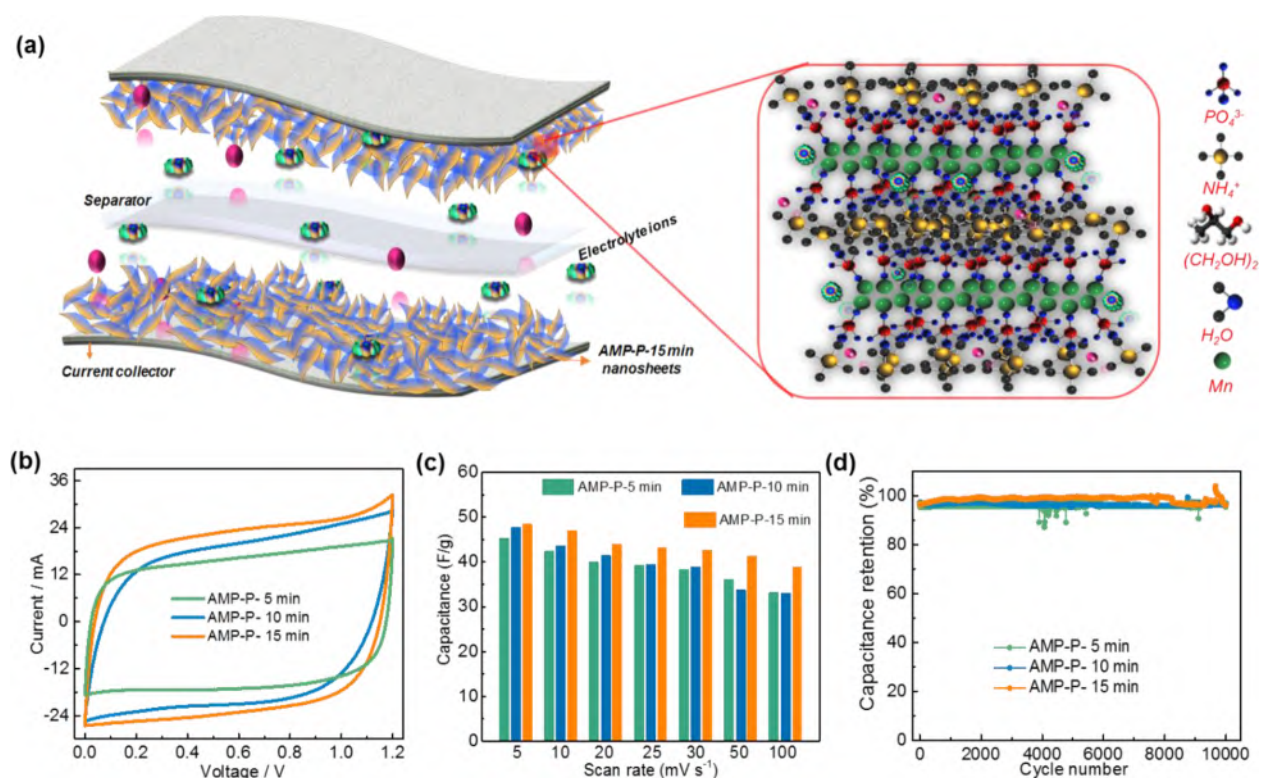 (a)
Separator
Electrolyte ions
Current collector
AMP-P-15min
nanosheets
PO₄³⁻
NH₄⁺
(CH₂OH)₂
H₂O
Mn
(b)
36
24
12
0
-12
-24
Current / mA
AMP-P- 5 min
AMP-P- 10 min
AMP-P- 15 min
0.0 0.2 0.4 0.6 0.8 1.0 1.2
Voltage / V
(c)
60
50
40
30
20
10
0
Capacitance (F/g)
AMP-P-5 min
AMP-P-10 min
AMP-P-15 min
5 10 20 25 30 50 100
Scan rate (mV s⁻¹)
(d)
100
80
60
40
20
0
Capacitance retention (%)
AMP-P- 5 min
AMP-P- 10 min
AMP-P- 15 min
0 2000 4000 6000 8000 10000
Cycle number